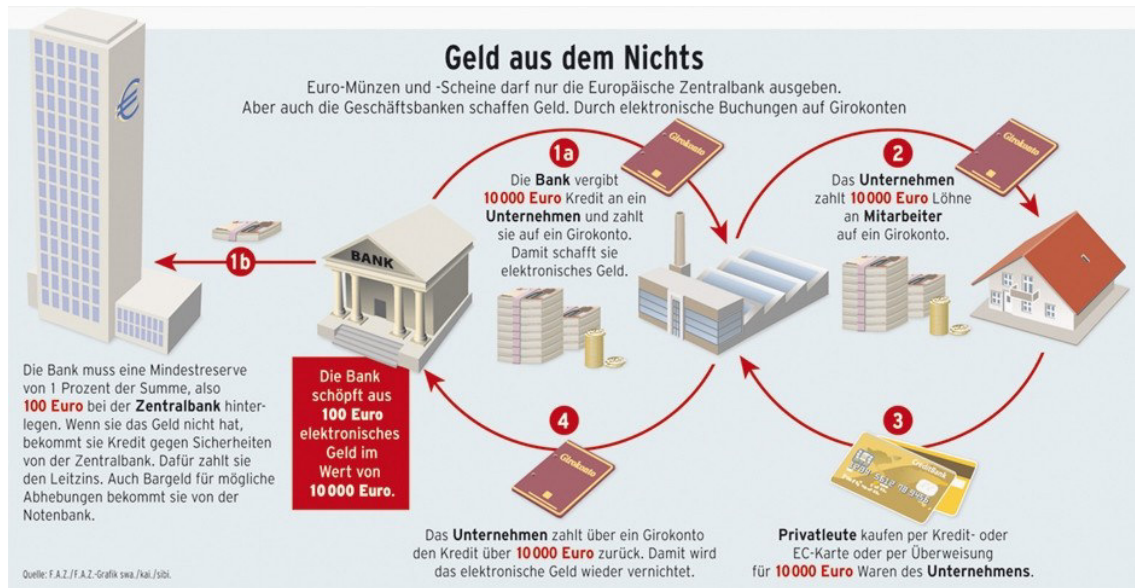 Geld aus dem Nichts
Euro-Münzen und -Scheine darf nur die Europäische Zentralbank ausgeben.
Aber auch die Geschäftsbanken schaffen Geld. Durch elektronische Buchungen auf Girokonten
€
1a
Girokonto
Die Bank vergibt
10 000 Euro Kredit an ein
Unternehmen und zahlt
sie auf ein Girokonto.
Damit schafft sie
elektronisches Geld.
2
Girokonto
Das Unternehmen
zahlt 10 000 Euro Löhne
an Mitarbeiter
auf ein Girokonto.
1b
BANK
Die Bank muss eine Mindestreserve
von 1 Prozent der Summe, also
100 Euro bei der Zentralbank hinter-
legen. Wenn sie das Geld nicht hat,
bekommt sie Kredit gegen Sicherheiten
von der Zentralbank. Dafür zahlt sie
den Leitzins. Auch Bargeld für mögliche
Abhebungen bekommt sie von der
Notenbank.
Die Bank
schöpft aus
100 Euro
elektronisches
Geld im
Wert von
10 000 Euro.
4
Girokonto
Das Unternehmen zahlt über ein Girokonto
den Kredit über 10 000 Euro zurück. Damit wird
das elektronische Geld wieder vernichtet.
3
CreditBank
Privatleute kaufen per Kredit- oder
EC-Karte oder per Überweisung
für 10 000 Euro Waren des Unternehmens.
Quelle: F.A.Z./F.A.Z.-Grafik swa./kai./sibi.